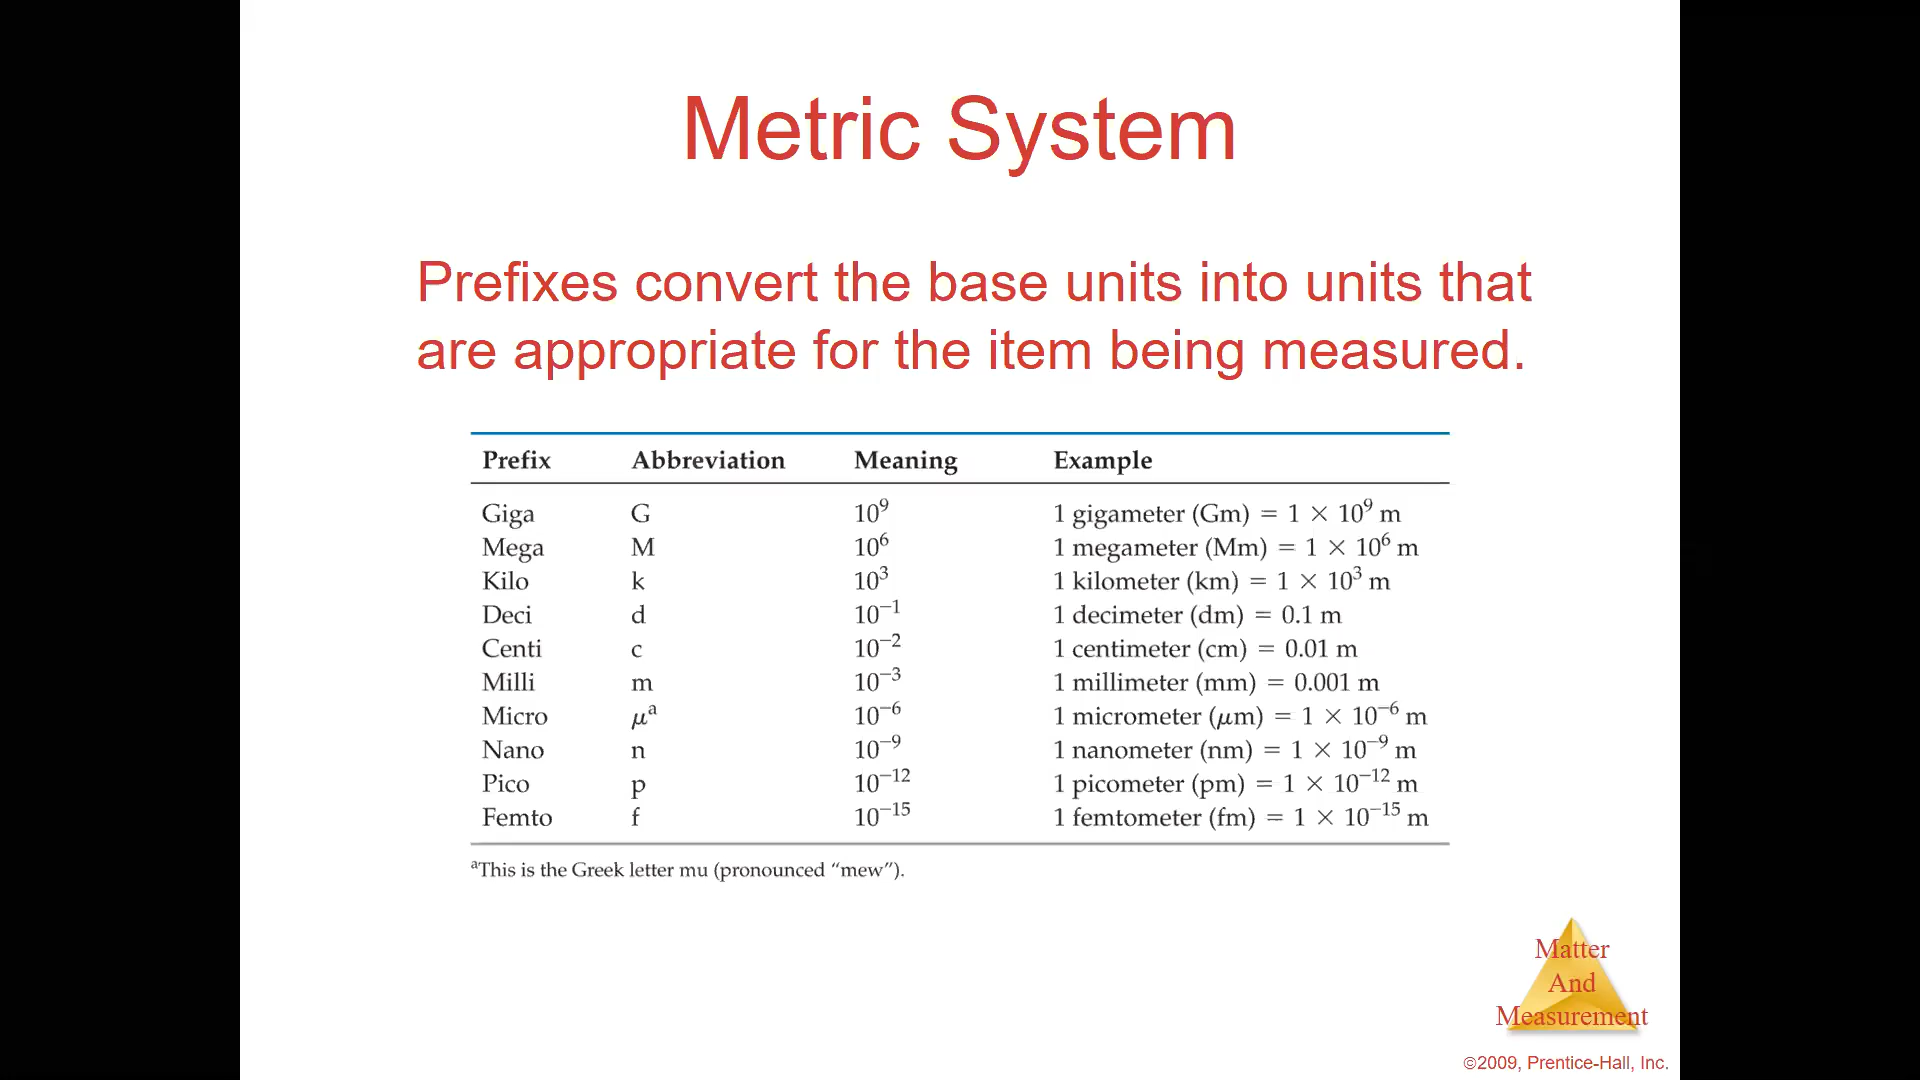 Metric System
Prefixes convert the base units into units that
are appropriate for the item being measured.
Prefix Abbreviation Meaning Example
Giga G 10⁹ 1 gigameter (Gm) = 1 × 10⁹ m
Mega M 10⁶ 1 megameter (Mm) = 1 × 10⁶ m
Kilo k 10³ 1 kilometer (km) = 1 × 10³ m
Deci d 10⁻¹ 1 decimeter (dm) = 0.1 m
Centi c 10⁻² 1 centimeter (cm) = 0.01 m
Milli m 10⁻³ 1 millimeter (mm) = 0.001 m
Micro μᵃ 10⁻⁶ 1 micrometer (μm) = 1 × 10⁻⁶ m
Nano n 10⁻⁹ 1 nanometer (nm) = 1 × 10⁻⁹ m
Pico p 10⁻¹² 1 picometer (pm) = 1 × 10⁻¹² m
Femto f 10⁻¹⁵ 1 femtometer (fm) = 1 × 10⁻¹⁵ m
ᵃThis is the Greek letter mu (pronounced “mew”).
Matter
And
Measurement
©2009, Prentice-Hall, Inc.